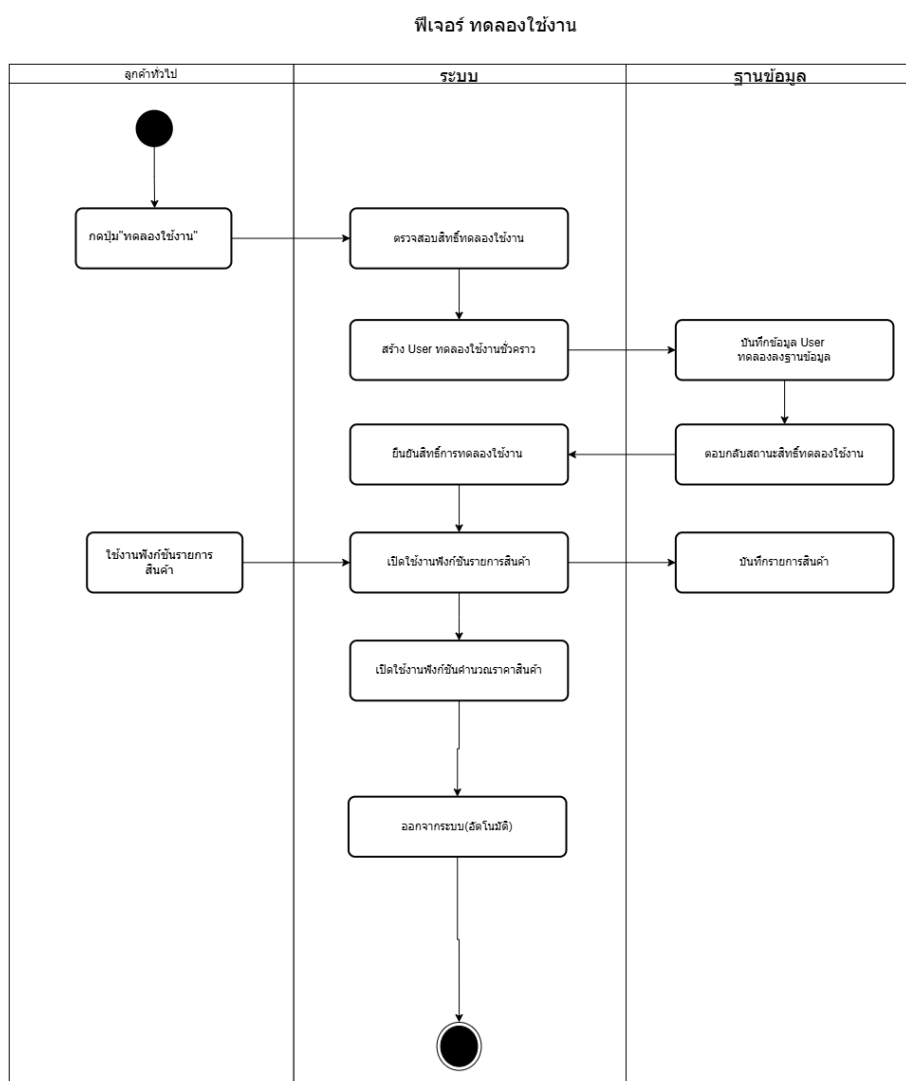 ฟีเจอร์ ทดลองใช้งาน
ลูกค้าทั่วไป
ระบบ
ฐานข้อมูล
กดปุ่ม"ทดลองใช้งาน"
ตรวจสอบสิทธิ์ทดลองใช้งาน
สร้าง User ทดลองใช้งานชั่วคราว
บันทึกข้อมูล User
ทดลองลงฐานข้อมูล
ยืนยันสิทธิ์การทดลองใช้งาน
ตอบกลับสถานะสิทธิ์ทดลองใช้งาน
ใช้งานฟังก์ชันรายการ
สินค้า
เปิดใช้งานฟังก์ชันรายการสินค้า
บันทึกรายการสินค้า
เปิดใช้งานฟังก์ชันคำนวณราคาสินค้า
ออกจากระบบ(อัตโนมัติ)